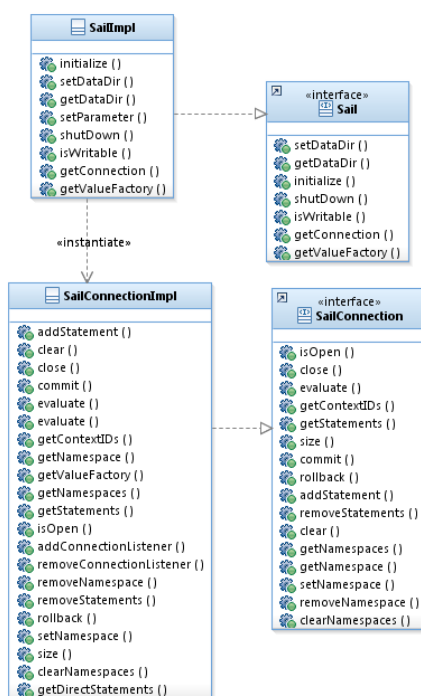 SailImpl
initialize ()
setDataDir ()
getDataDir ()
setParameter ()
shutDown ()
isWritable ()
getConnection ()
getValueFactory ()
«interface»
Sail
setDataDir ()
getDataDir ()
initialize ()
shutDown ()
isWritable ()
getConnection ()
getValueFactory ()
«instantiate»
SailConnectionImpl
addStatement ()
clear ()
close ()
commit ()
evaluate ()
evaluate ()
getContextIDs ()
getNamespace ()
getValueFactory ()
getNamespaces ()
getStatements ()
isOpen ()
addConnectionListener ()
removeConnectionListener ()
removeNamespace ()
removeStatements ()
rollback ()
setNamespace ()
size ()
clearNamespaces ()
getDirectStatements ()
«interface»
SailConnection
isOpen ()
close ()
evaluate ()
getContextIDs ()
getStatements ()
size ()
commit ()
rollback ()
addStatement ()
removeStatements ()
clear ()
getNamespaces ()
getNamespace ()
setNamespace ()
removeNamespace ()
clearNamespaces ()